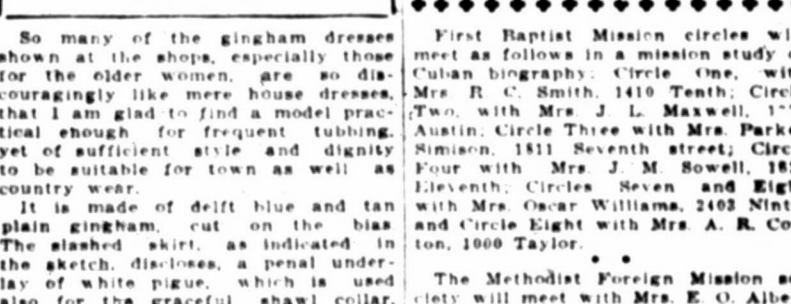 So many of the gingham dresses
shown at the shops, especially those
for the older women, are so dis-
couragingly like mere house dresses,
that I am glad to find a model prac-
tical enough for frequent tubbing,
yet of sufficient style and dignity
to be suitable for town as well as
country wear.
It is made of delft blue and tan
plain gingham, cut on the bias
The slashed skirt, as indicated in
the sketch, discloses, a penal under-
lay of white pigue, which is used
also for the graceful shawl collar,
First Baptist Mission circles
meet as follows in a mission study
Cuban biography: Circle One,
Mrs R C. Smith, 1410 Tenth;
Two, with Mrs. J. L. Maxwell,
Austin; Circle Three with Mrs.
Simison, 1811 Seventh street;
Four with Mrs. J. M. Sowell,
Eleventh; Circles Seven and
with Mrs. Oscar Williams, 2403
and Circle Eight with Mrs. A. R.
ton, 1000 Taylor.
The Methodist Foreign Mission
ciety will meet with Mrs. E. O.